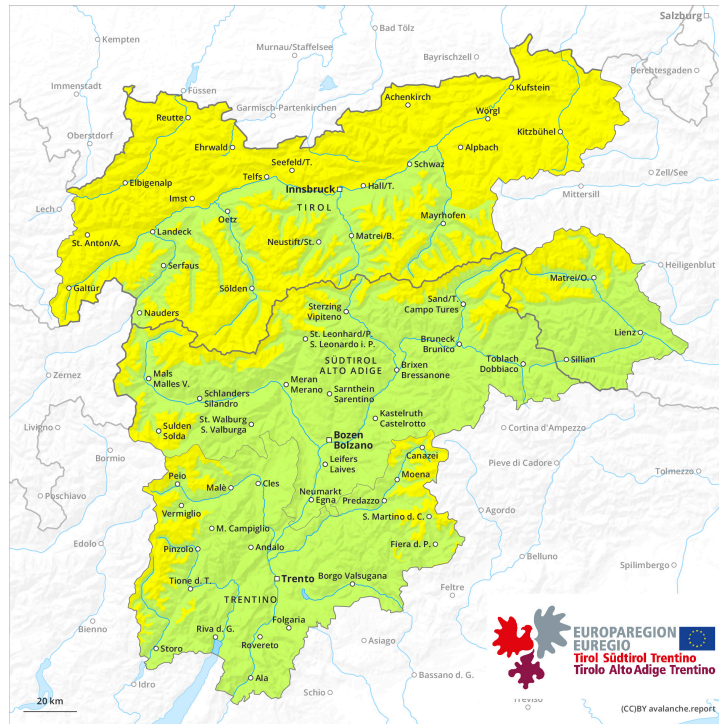 Salzburg
Kempten
Bad Tölz
Murnau/Staffelsee
Bayrischzell
Berchtesgaden
Immenstadt
Füssen
Garmisch-Partenkirchen
Kufstein
Achenkirch
Reutte
Wörgl
Oberstdorf
Ehrwald
Kitzbühel
Alpbach
Seefeld/T.
Schwaz
Telfs
Zell/See
Elbigenalp
Innsbruck
Hall/T.
Mittersill
Imst
TIROL
Lech
Oetz
Mayrhofen
Landeck
St. Anton/A.
Neustift/St.
Matrei/B.
Serfaus
Heiligenblut
Matrei/O.
Galtür
Sölden
Nauders
Sterzing
Vipiteno
Sand/T.
Campo Tures
Lienz
St. Leonhard/P.
S. Leonardo i. P.
Bruneck
Brunico
Sillian
Toblach
Dobbiaco
SÜDTIROL
ALTO ADIGE
Brixen
Bressanone
Zernez
Mals
Malles V.
Meran
Merano
Sarnthein
Sarentino
Schlanders
Silandro
St. Walburg
S. Valburga
Kastelruth
Castelrotto
Livigno
Sulden
Solda
Bozen
Bolzano
Cortina d'Ampezzo
Bormio
Canazei
Leifers
Laives
Pieve di Cadore
Tolmezzo
Peio
Moena
Poschiavo
Malè
Cles
Neumarkt
Egna
Predazzo
Vermiglio
Agordo
S. Martino d. C.
M. Campiglio
Edolo
Pinzolo
Andalo
Fiera d. P.
Belluno
Spilimbergo
Trento
Borgo Valsugana
Tione d. T.
Feltre
TRENTINO
Bienno
Folgaria
Riva d. G.
Rovereto
Asiago
Storo
Ala
Bassano d. G.
Idro
Schio
Treviso
EUROPAREGION
EUREGIO
Tirol Südtirol Trentino
Tirolo Alto Adige Trentino
20 km
(CC)BY avalanche.report